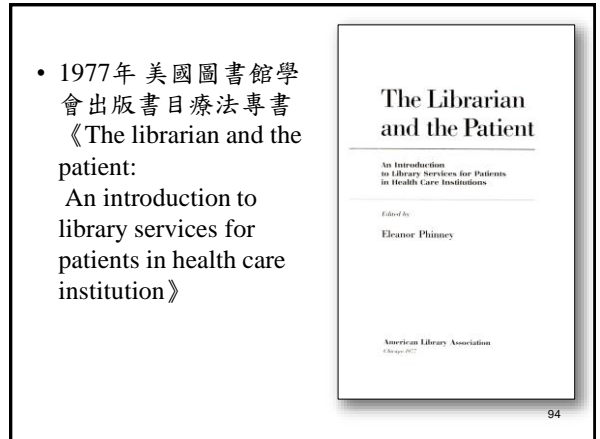 • 1977年 美國圖書館學
會出版書目療法專書
《The librarian and the
patient:
An introduction to
library services for
patients in health care
institution》
The Librarian
and the Patient
An Introduction
to Library Services for Patients
in Health Care Institutions
Edited by
Eleanor Phinney
American Library Association
Chicago 1977
94